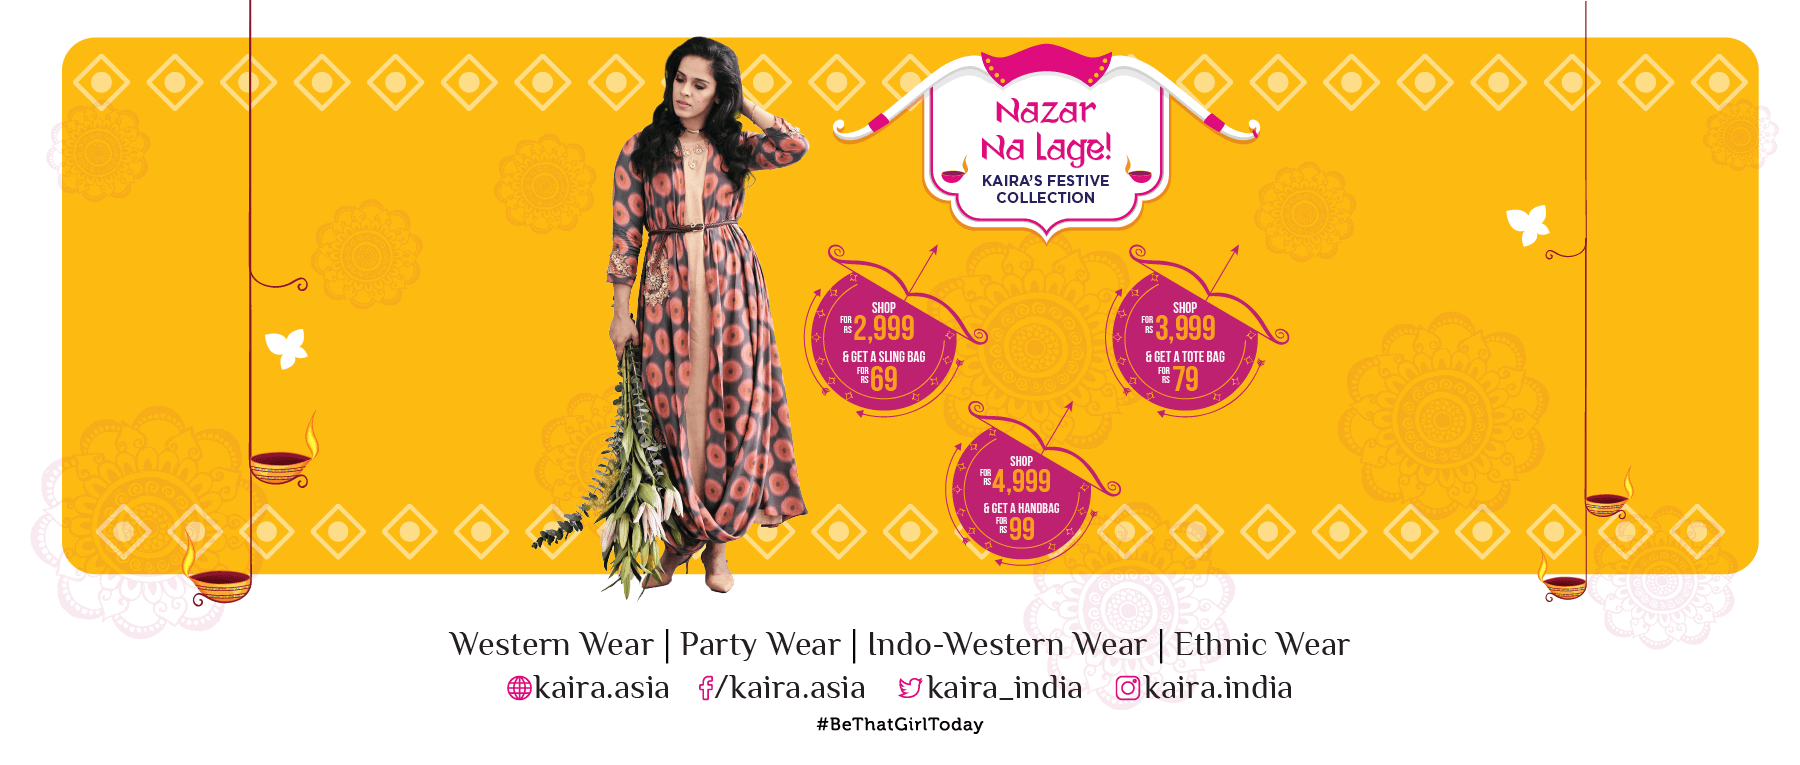 Nazar
Na Lage!
KAIRA'S FESTIVE
COLLECTION
SHOP
FOR RS 2,999
& GET A SLING BAG
FOR RS 69
SHOP
FOR RS 3,999
& GET A TOTE BAG
FOR RS 79
SHOP
FOR RS 4,999
& GET A HANDBAG
FOR RS 99
Western Wear | Party Wear | Indo-Western Wear | Ethnic Wear
kaira.asia /kaira.asia kaira_india kaira.india
#BeThatGirlToday